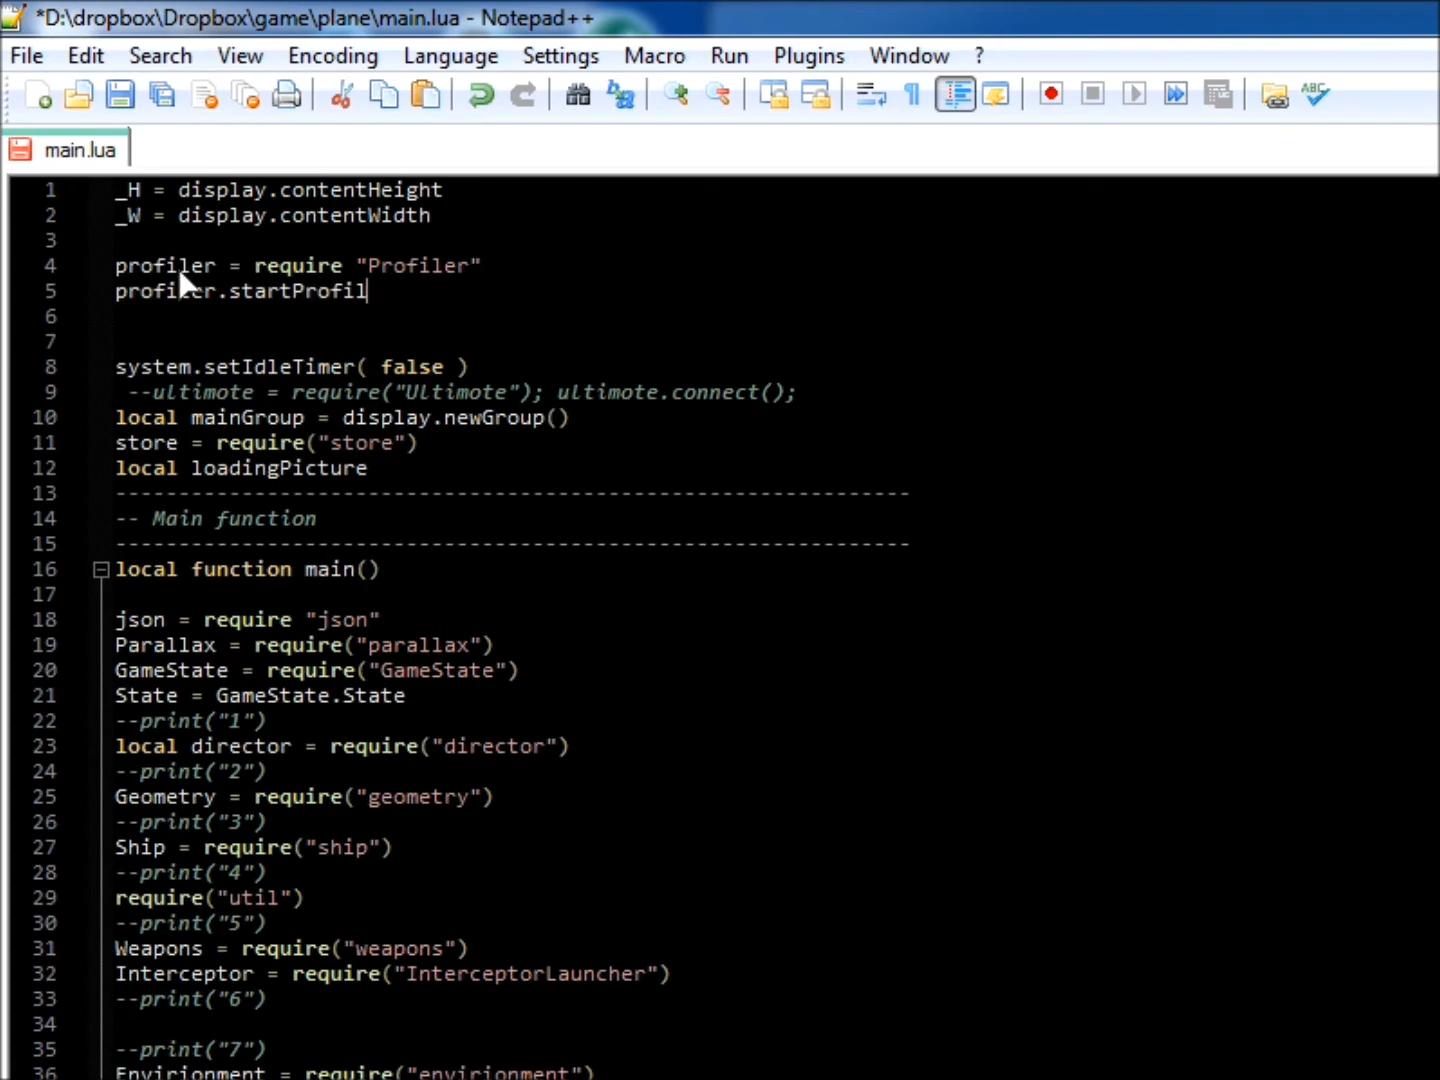 *D:\dropbox\Dropbox\game\plane\main.lua - Notepad++
File Edit Search View Encoding Language Settings Macro Run Plugins Window ?
ABC
main.lua
1 _H = display.contentHeight
2 _W = display.contentWidth
3
4 profiler = require "Profiler"
5 profiler.startProfil
6
7
8 system.setIdleTimer( false )
9 --ultimote = require("Ultimote"); ultimote.connect();
10 local mainGroup = display.newGroup()
11 store = require("store")
12 local loadingPicture
13 ---------------------------------------------------------------
14 -- Main function
15 ---------------------------------------------------------------
16 local function main()
17
18 json = require "json"
19 Parallax = require("parallax")
20 GameState = require("GameState")
21 State = GameState.State
22 --print("1")
23 local director = require("director")
24 --print("2")
25 Geometry = require("geometry")
26 --print("3")
27 Ship = require("ship")
28 --print("4")
29 require("util")
30 --print("5")
31 Weapons = require("weapons")
32 Interceptor = require("InterceptorLauncher")
33 --print("6")
34
35 --print("7")
36 Envirionment = require("envirionment")